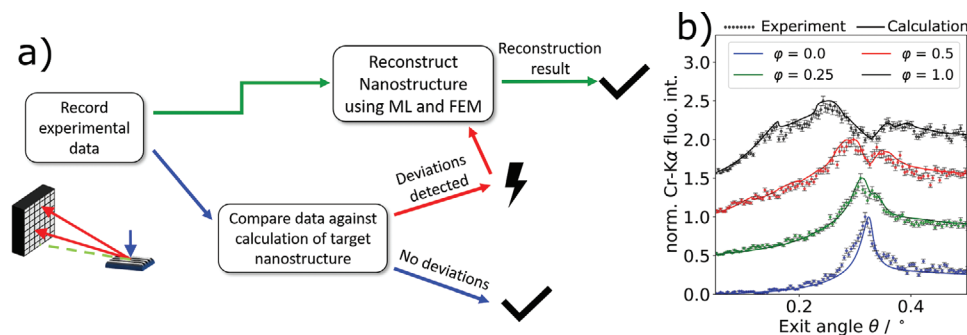 a)
Record
experimental
data
Reconstruct
Nanostructure
using ML and FEM
Reconstruction
result
Compare data against
calculation of target
nanostructure
Deviations
detected
No deviations
b)
Experiment
Calculation
φ = 0.0
φ = 0.5
φ = 0.25
φ = 1.0
norm. Cr-Kα fluo. int.
3.0
2.5
2.0
1.5
1.0
0.5
0.0
0.2
0.4
Exit angle θ / °